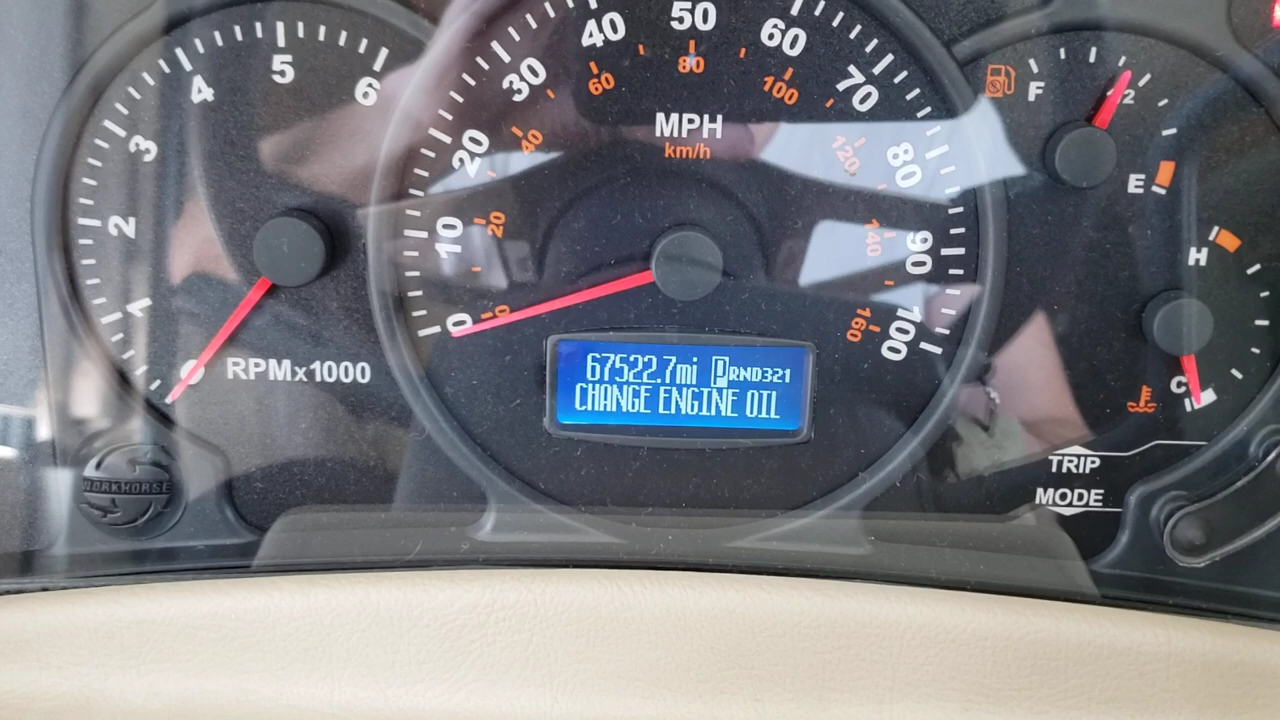 0
1
2
3
4
5
6
RPMx1000
WORKHORSE
0
10
20
30
40
50
60
70
80
90
100
0
20
40
60
80
100
120
140
160
MPH
km/h
67522.7mi PRND321
CHANGE ENGINE OIL
F
E
H
C
TRIP
MODE